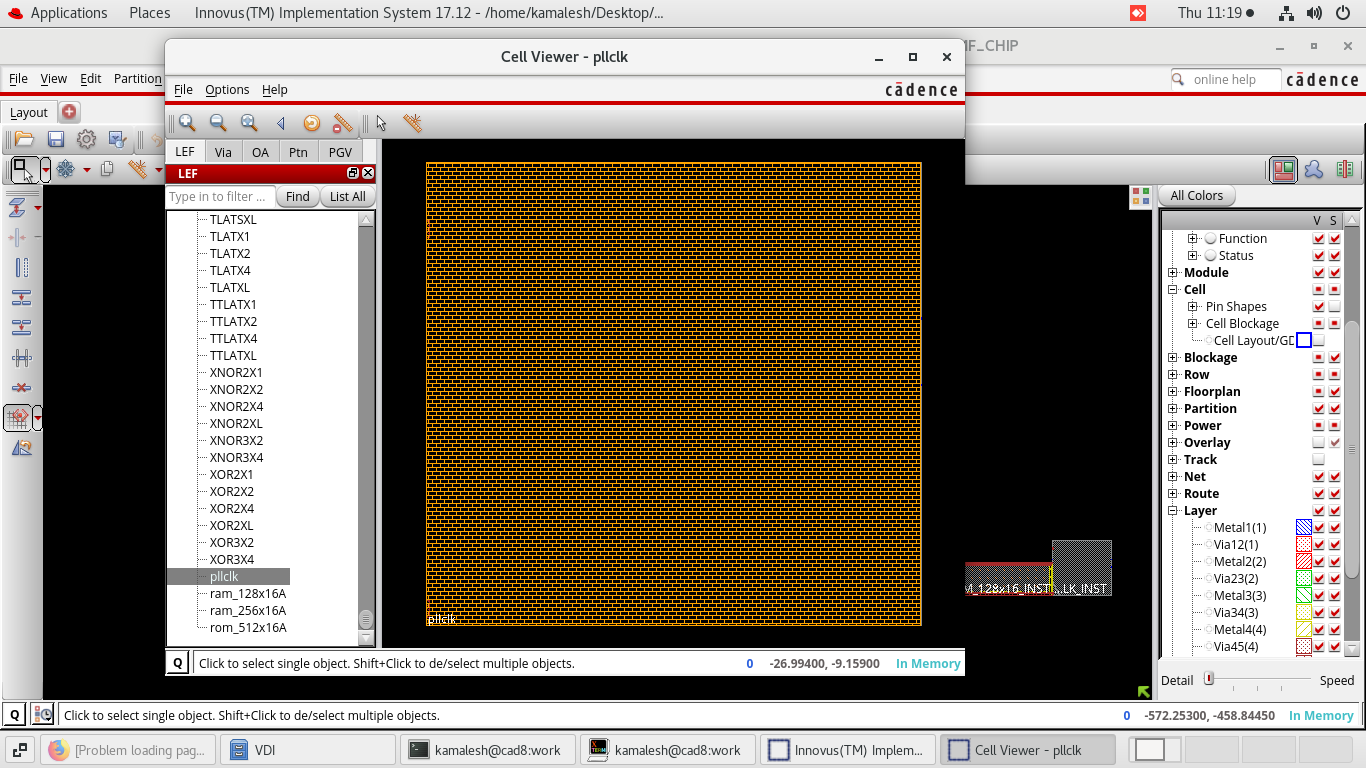 Applications Places Innovus(TM) Implementation System 17.12 - /home/kamalesh/Desktop/... Thu 11:19
Cell Viewer - pllclk
F_CHIP
File View Edit Partition
online help
cādence
File Options Help
cādence
Layout
LEF Via OA Ptn PGV
LEF
Type in to filter ... Find List All
TLATSXL
TLATX1
TLATX2
TLATX4
TLATXL
TTLATX1
TTLATX2
TTLATX4
TTLATXL
XNOR2X1
XNOR2X2
XNOR2X4
XNOR2XL
XNOR3X2
XNOR3X4
XOR2X1
XOR2X2
XOR2X4
XOR2XL
XOR3X2
XOR3X4
pllclk
ram_128x16A
ram_256x16A
rom_512x16A
pllclk
M_128x16_INST ...LK_INST
Q Click to select single object. Shift+Click to de/select multiple objects. 0 -26.99400, -9.15900 In Memory
All Colors
V S
Function
Status
Module
Cell
Pin Shapes
Cell Blockage
Cell Layout/GD
Blockage
Row
Floorplan
Partition
Power
Overlay
Track
Net
Route
Layer
Metal1(1)
Via12(1)
Metal2(2)
Via23(2)
Metal3(3)
Via34(3)
Metal4(4)
Via45(4)
Detail Speed
Q Click to select single object. Shift+Click to de/select multiple objects. 0 -572.25300, -458.84450 In Memory
[Problem loading pag... VDI kamalesh@cad8:work kamalesh@cad8:work Innovus(TM) Implem... Cell Viewer - pllclk